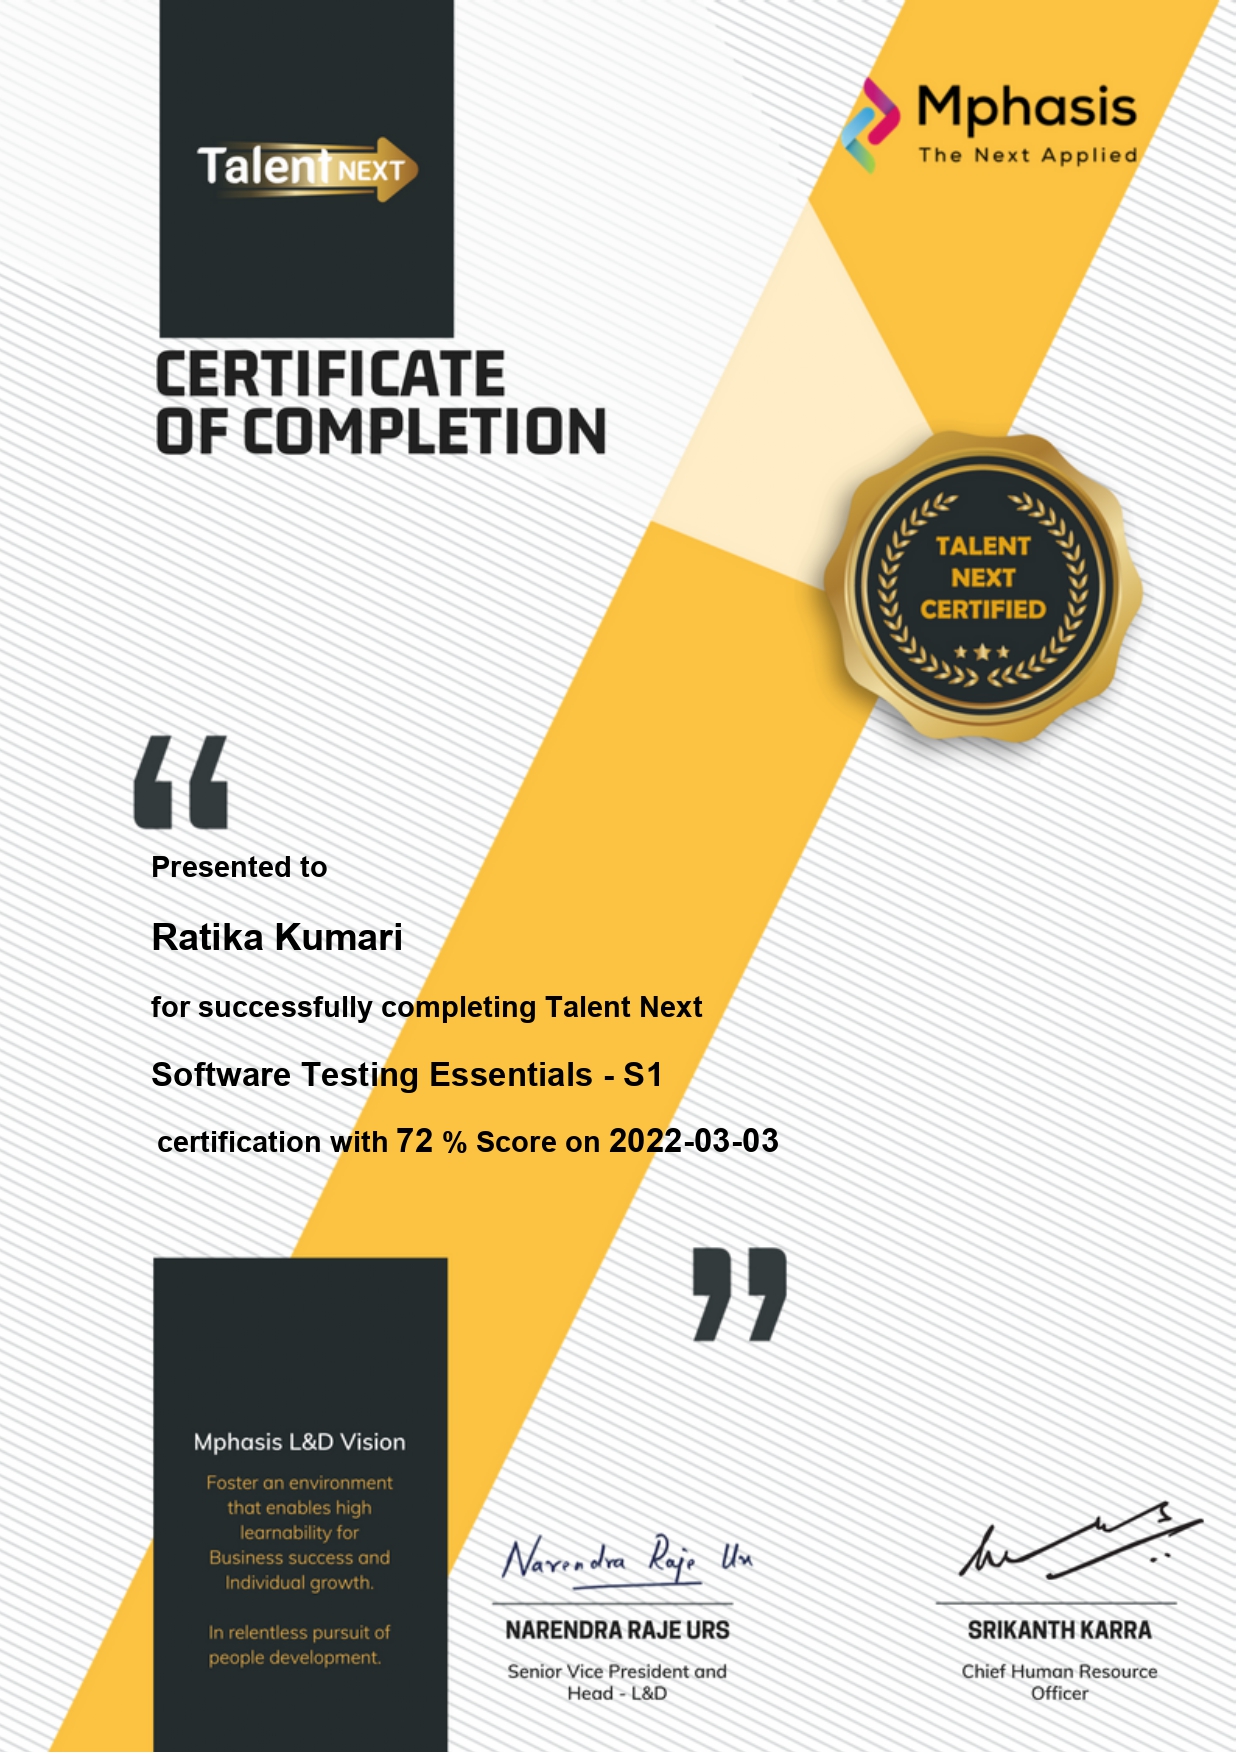 Talent NEXT
Mphasis
The Next Applied
CERTIFICATE
OF COMPLETION
TALENT
NEXT
CERTIFIED
“
Presented to
Ratika Kumari
for successfully completing Talent Next
Software Testing Essentials - S1
certification with 72 % Score on 2022-03-03
”
Mphasis L&D Vision
Foster an environment
that enables high
learnability for
Business success and
Individual growth.
In relentless pursuit of
people development.
Narendra Raje Urs
NARENDRA RAJE URS
Senior Vice President and
Head - L&D
SRIKANTH KARRA
Chief Human Resource
Officer